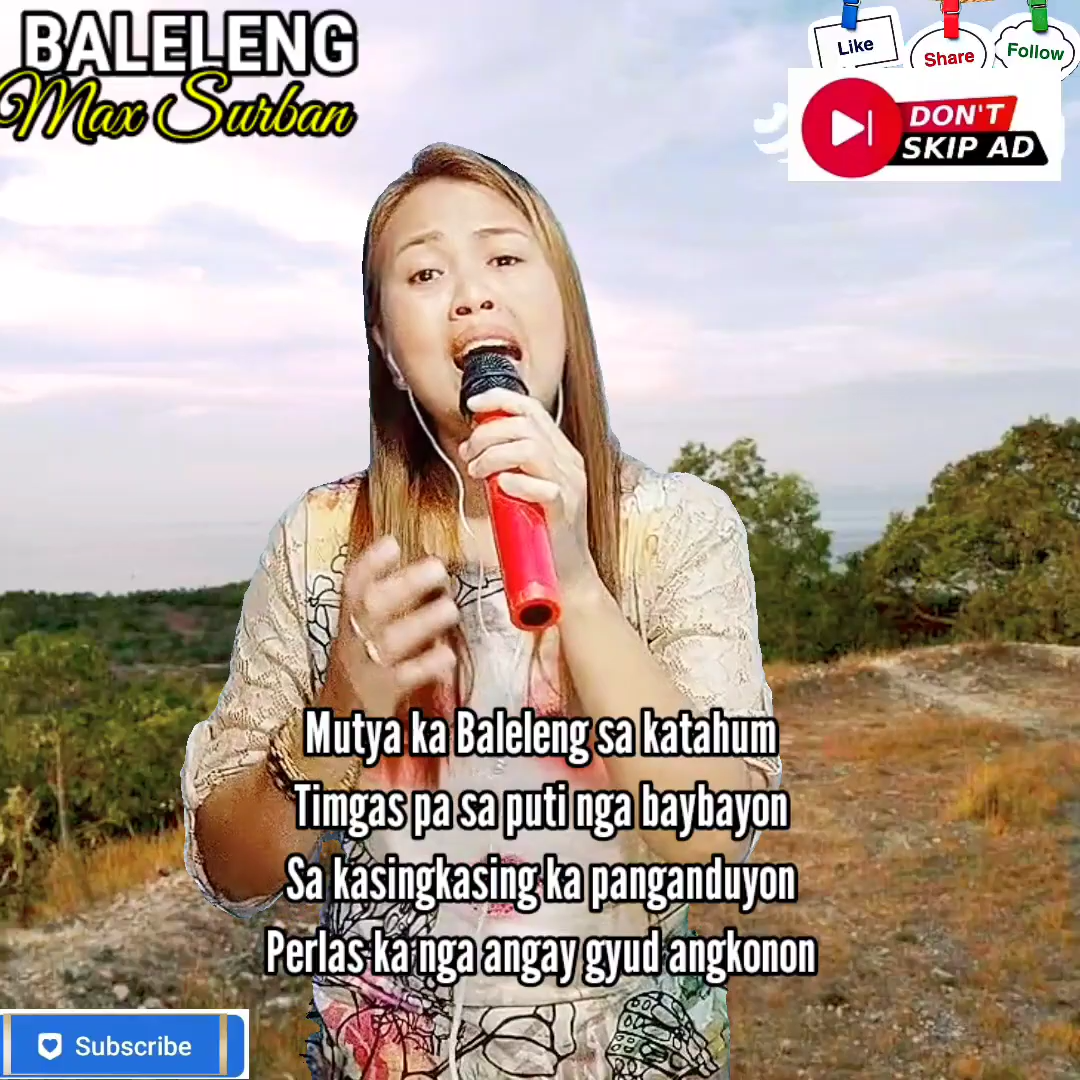 BALELENG
Max Surban
Like
Share
Follow
DON'T
SKIP AD
Mutya ka Baleleng sa katahum
Timgas pa sa puti nga baybayon
Sa kasingkasing ka panganduyon
Perlas ka nga angay gyud angkonon
Subscribe